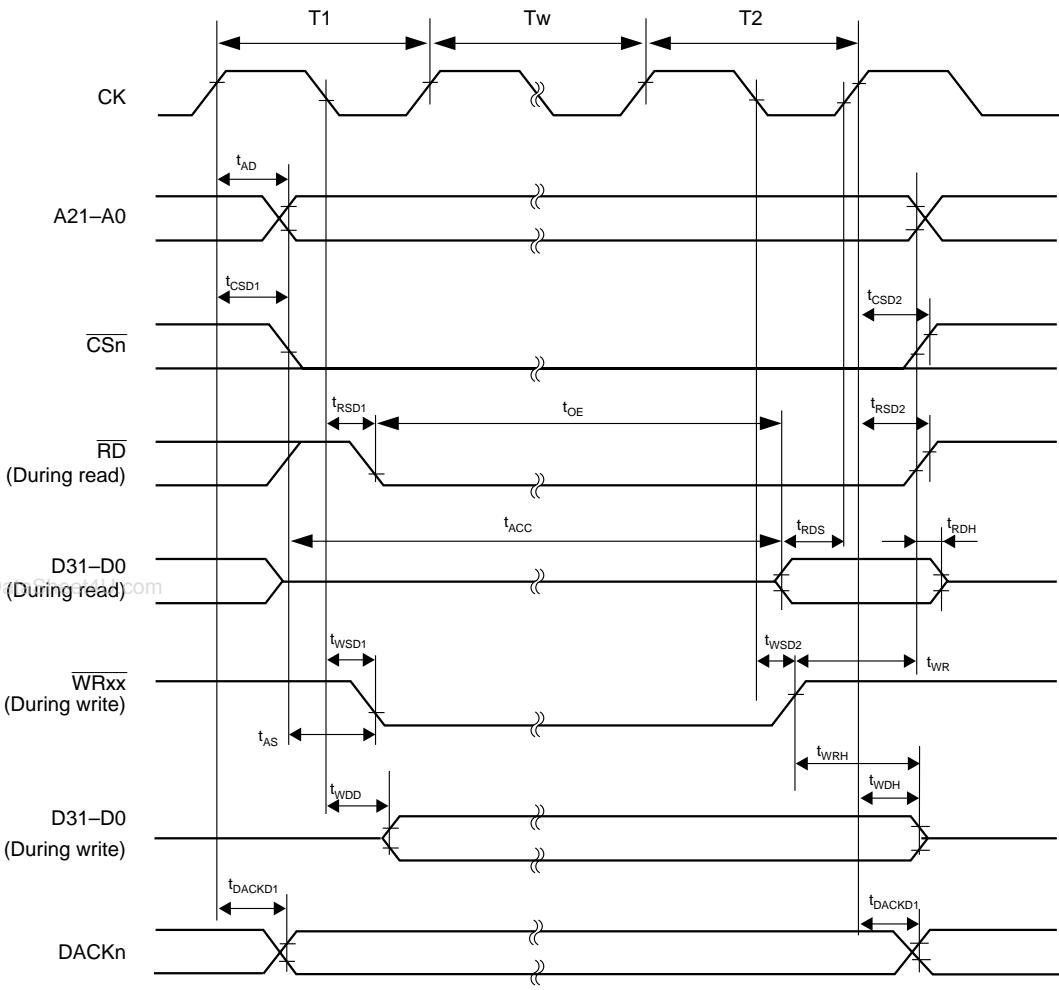 T1 Tw T2
CK
tAD
A21–A0
tCSD1 tCSD2
CSn
tRSD1 tOE tRSD2
RD
(During read)
tACC tRDS tRDH
D31–D0
(During read)
tWSD1 tWSD2 tWR
WRxx
(During write)
tAS tWRH
tWDD tWDH
D31–D0
(During write)
tDACKD1 tDACKD1
DACKn